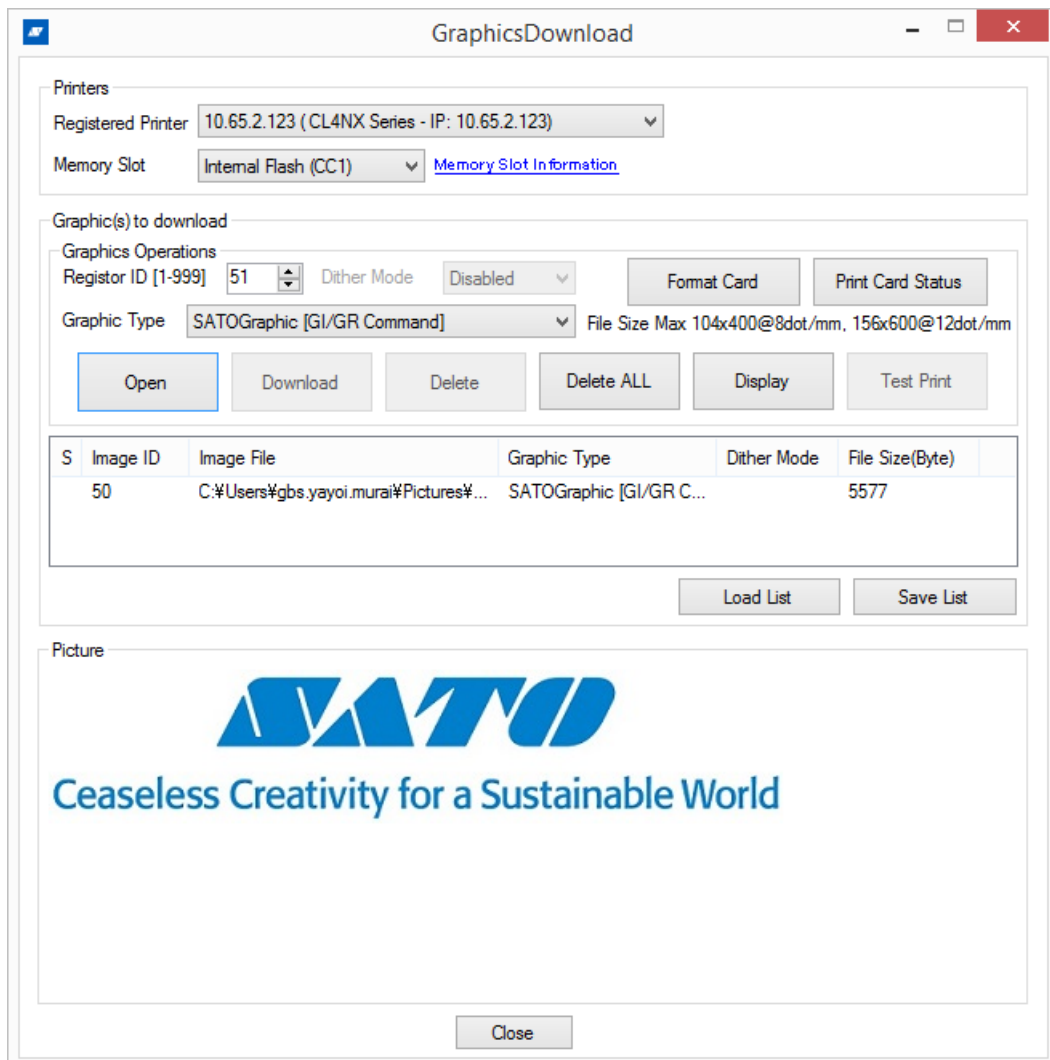 GraphicsDownload
Printers
Registered Printer 10.65.2.123 ( CL4NX Series - IP: 10.65.2.123)
Memory Slot Internal Flash (CC1) Memory Slot Information
Graphic(s) to download
Graphics Operations
Registor ID [1-999] 51 Dither Mode Disabled Format Card Print Card Status
Graphic Type SATOGraphic [GI/GR Command] File Size Max 104x400@8dot/mm, 156x600@12dot/mm
Open Download Delete Delete ALL Display Test Print
S Image ID Image File Graphic Type Dither Mode File Size(Byte)
50 C:¥Users¥gbs.yayoi.murai¥Pictures¥... SATOGraphic [GI/GR C... 5577
Load List Save List
Picture
SATO
Ceaseless Creativity for a Sustainable World
Close